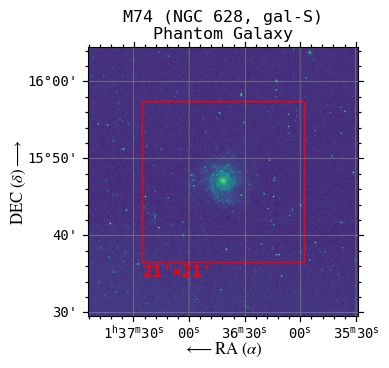 M74 (NGC 628, gal-S)
Phantom Galaxy
16°00'
15°50'
40'
30'
DEC (δ) ⟶
21'×21'
1ʰ37ᵐ30ˢ 00ˢ 36ᵐ30ˢ 00ˢ 35ᵐ30ˢ
⟵ RA (α)